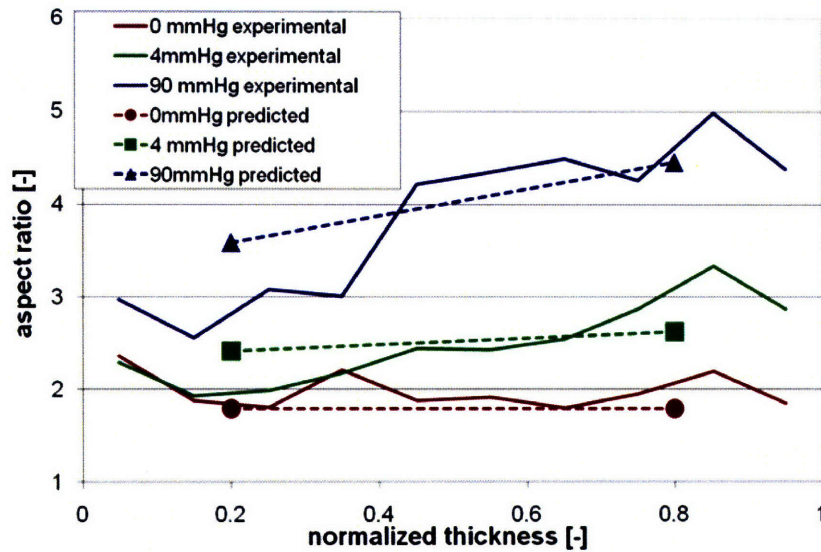 6
0 mmHg experimental
4mmHg experimental
90 mmHg experimental
0mmHg predicted
4 mmHg predicted
90mmHg predicted
5
4
3
2
1
aspect ratio [-]
0 0.2 0.4 0.6 0.8 1
normalized thickness [-]